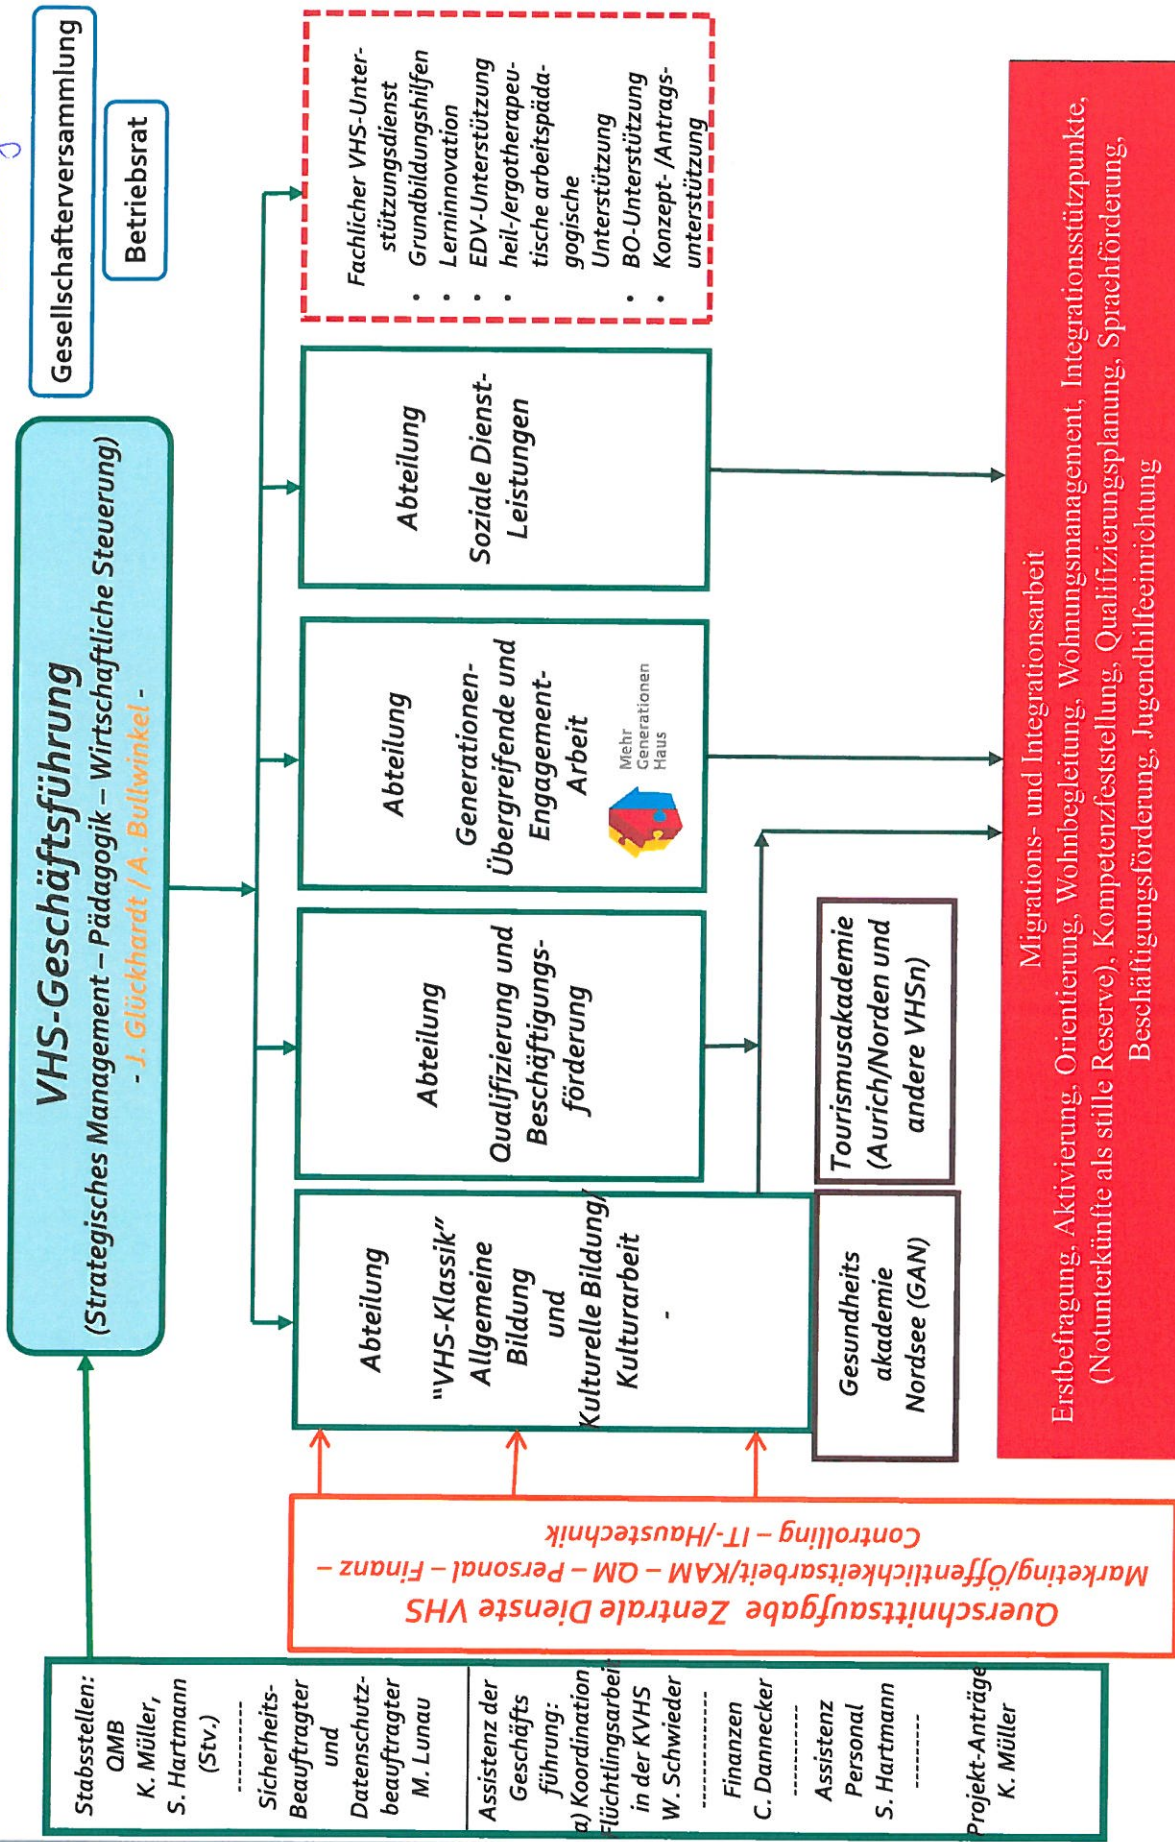 VHS-Geschäftsführung
(Strategisches Management – Pädagogik – Wirtschaftliche Steuerung)
- J. Glückhardt / A. Bullwinkel -
Gesellschafterversammlung
Betriebsrat
Stabsstellen:
QMB
K. Müller,
S. Hartmann
(Stv.)
------------
Sicherheits-
Beauftragter
und
Datenschutz-
beauftragter
M. Lunau
Assistenz der
Geschäfts
führung:
a) Koordination
Flüchtlingsarbeit
in der KVHS
W. Schwieder
------------
Finanzen
C. Dannecker
------------
Assistenz
Personal
S. Hartmann
------------
Projekt-Anträge
K. Müller
Querschnittsaufgabe Zentrale Dienste VHS
Marketing/Öffentlichkeitsarbeit/KAM – QM – Personal – Finanz –
Controlling – IT-/Haustechnik
Abteilung
"VHS-Klassik"
Allgemeine
Bildung
und
Kulturelle Bildung/
Kulturarbeit
-
Abteilung
Qualifizierung und
Beschäftigungs-
förderung
Abteilung
Generationen-
Übergreifende und
Engagement-
Arbeit
Mehr
Generationen
Haus
Abteilung
Soziale Dienst-
Leistungen
Fachlicher VHS-Unter-
stützungsdienst
• Grundbildungshilfen
• Lerninnovation
• EDV-Unterstützung
• heil-/ergotherapeu-
tische arbeitspäda-
gogische
Unterstützung
• BO-Unterstützung
• Konzept- /Antrags-
unterstützung
Gesundheits
akademie
Nordsee (GAN)
Tourismusakademie
(Aurich/Norden und
andere VHSn)
Migrations- und Integrationsarbeit
Erstbefragung, Aktivierung, Orientierung, Wohnbegleitung, Wohnungsmanagement, Integrationsstützpunkte,
(Notunterkünfte als stille Reserve), Kompetenzfeststellung, Qualifizierungsplanung, Sprachförderung,
Beschäftigungsförderung, Jugendhilfeeinrichtung